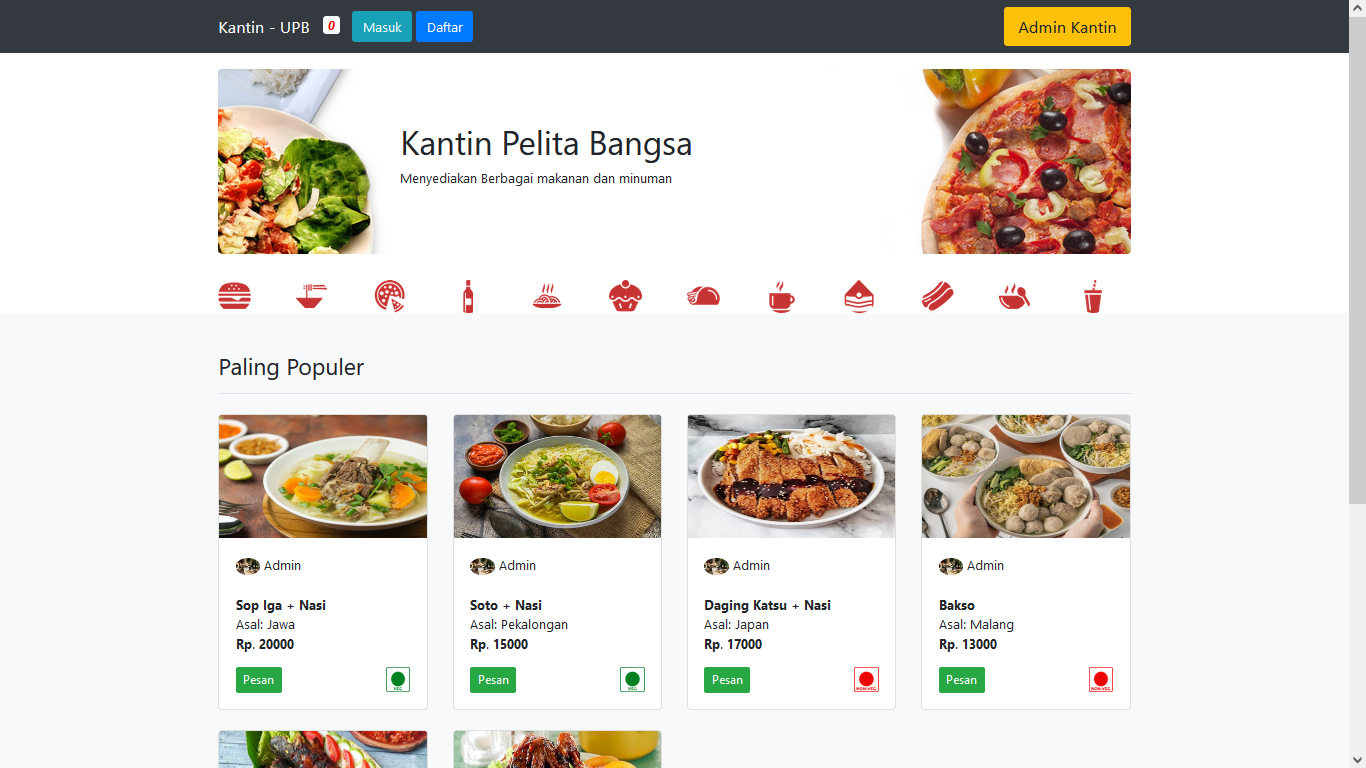 Kantin - UPB 0 Masuk Daftar Admin Kantin
Kantin Pelita Bangsa
Menyediakan Berbagai makanan dan minuman
Paling Populer
Admin
Sop Iga + Nasi
Asal: Jawa
Rp. 20000
Pesan VEG
Admin
Soto + Nasi
Asal: Pekalongan
Rp. 15000
Pesan VEG
Admin
Daging Katsu + Nasi
Asal: Japan
Rp. 17000
Pesan NON-VEG
Admin
Bakso
Asal: Malang
Rp. 13000
Pesan NON-VEG